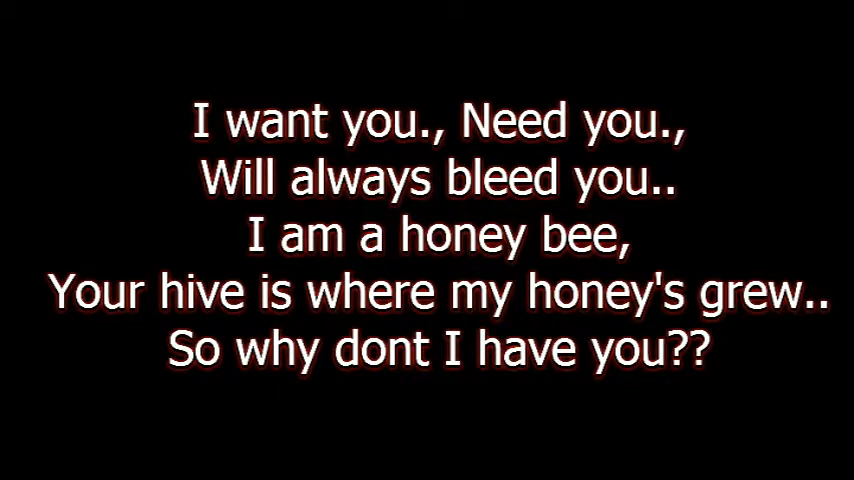 I want you., Need you.,
Will always bleed you..
I am a honey bee,
Your hive is where my honey's grew..
So why dont I have you??